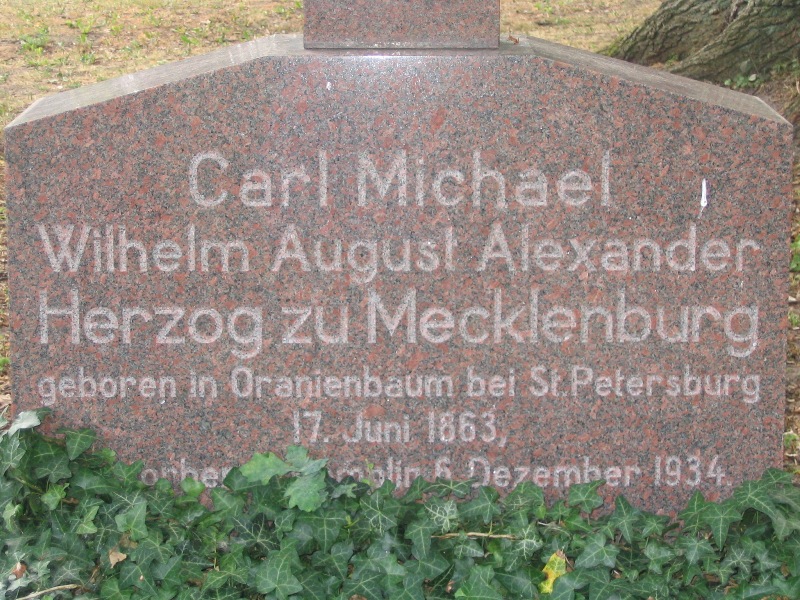 Carl Michael
Wilhelm August Alexander
Herzog zu Mecklenburg
geboren in Oranienbaum bei St.Petersburg
17. Juni 1863,
6. Dezember 1934.